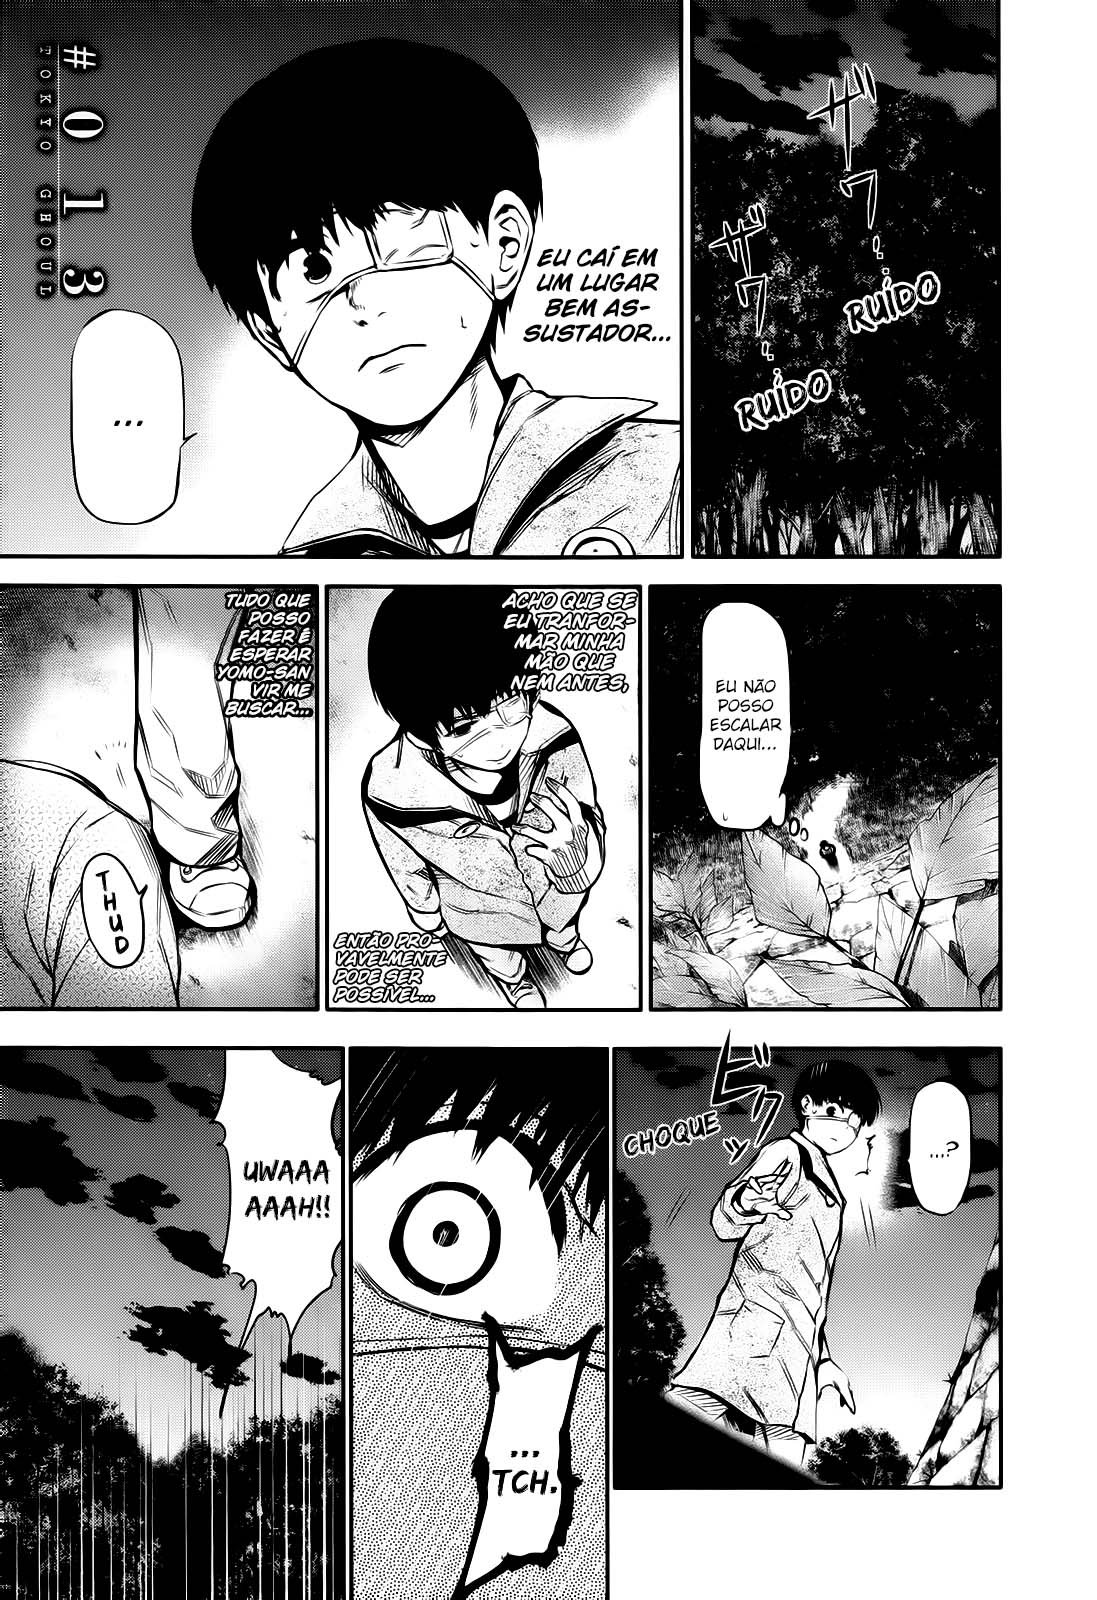 ザワ…
ザワ…
RUÍDO
RUÍDO
EU CAÍ EM
UM LUGAR
BEM AS-
SUSTADOR...
...
#013
TOKYO GHOUL
EU NÃO
POSSO
ESCALAR
DAQUI...
ACHO QUE SE
EU TRANFOR-
MAR MINHA
MÃO QUE
NEM ANTES,
ENTÃO PRO-
VAVELMENTE
PODE SER
POSSÍVEL...
TUDO QUE
POSSO
FAZER É
ESPERAR
YOMO-SAN
VIR ME
BUSCAR...
THUD
...?
ビクッ
CHOQUE
...
TCH.
UWAAA
AAAH!!